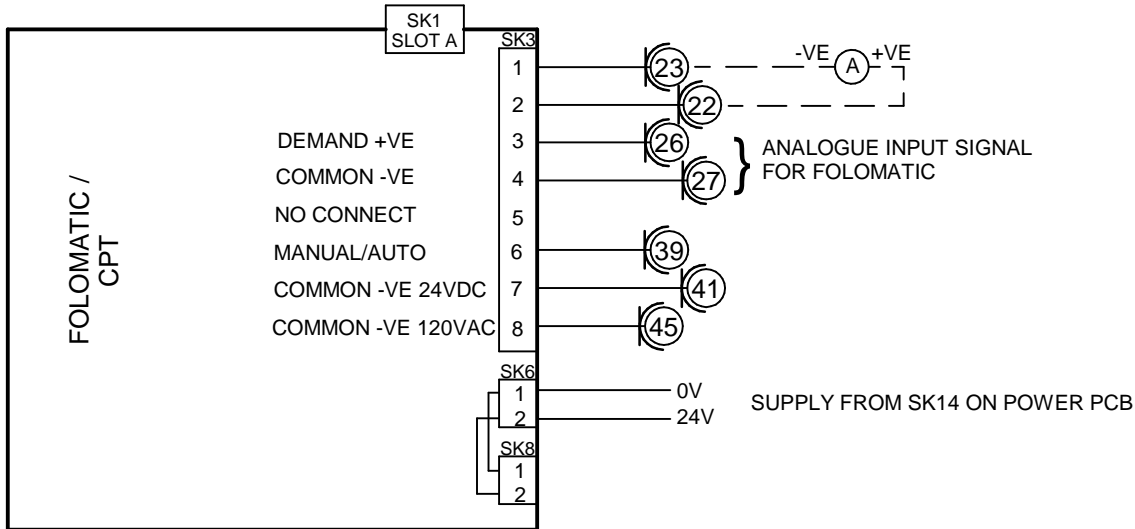 SK1
SLOT A
SK3
1 23 -VE A +VE
2 22
DEMAND +VE 3 26
ANALOGUE INPUT SIGNAL
FOR FOLOMATIC
COMMON -VE 4 27
NO CONNECT 5
MANUAL/AUTO 6 39
COMMON -VE 24VDC 7 41
COMMON -VE 120VAC 8 45
FOLOMATIC /
CPT
SK6
1 0V
2 24V
SUPPLY FROM SK14 ON POWER PCB
SK8
1
2